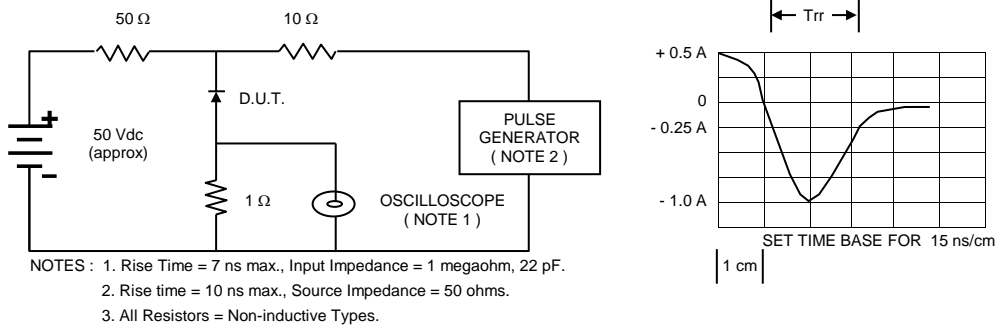 50 Ω
10 Ω
D.U.T.
+
50 Vdc
(approx)
-
1 Ω
OSCILLOSCOPE
( NOTE 1 )
PULSE
GENERATOR
( NOTE 2 )
NOTES : 1. Rise Time = 7 ns max., Input Impedance = 1 megaohm, 22 pF.
2. Rise time = 10 ns max., Source Impedance = 50 ohms.
3. All Resistors = Non-inductive Types.
Trr
+ 0.5 A
0
- 0.25 A
- 1.0 A
SET TIME BASE FOR 15 ns/cm
1 cm